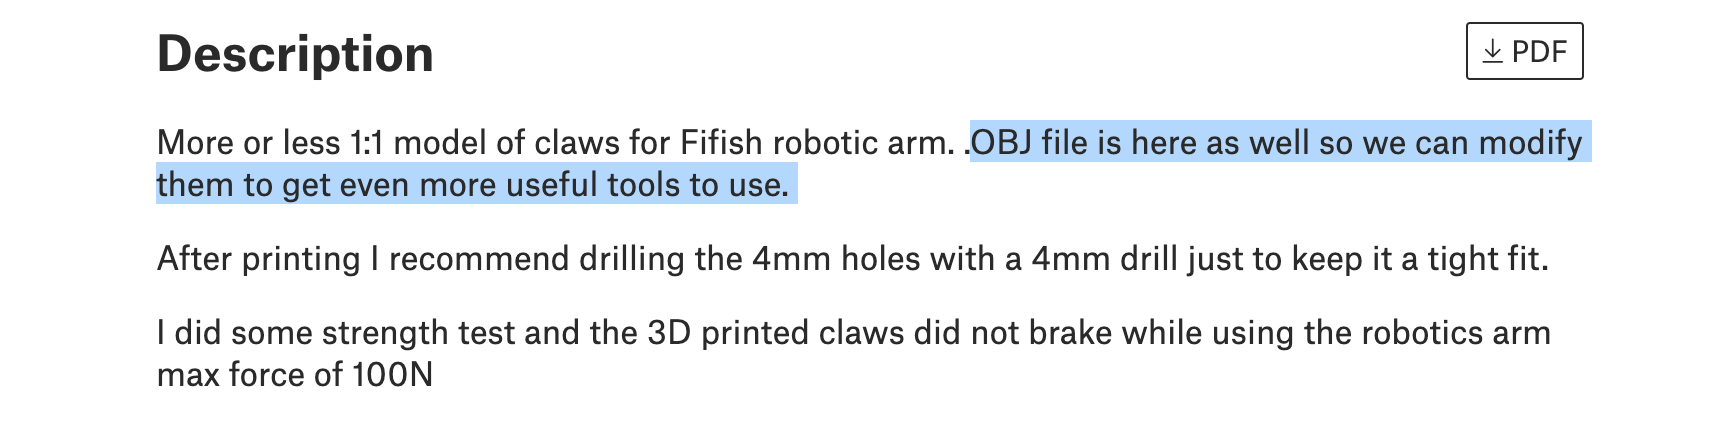 Description
PDF
More or less 1:1 model of claws for Fifish robotic arm. .OBJ file is here as well so we can modify
them to get even more useful tools to use.
After printing I recommend drilling the 4mm holes with a 4mm drill just to keep it a tight fit.
I did some strength test and the 3D printed claws did not brake while using the robotics arm
max force of 100N